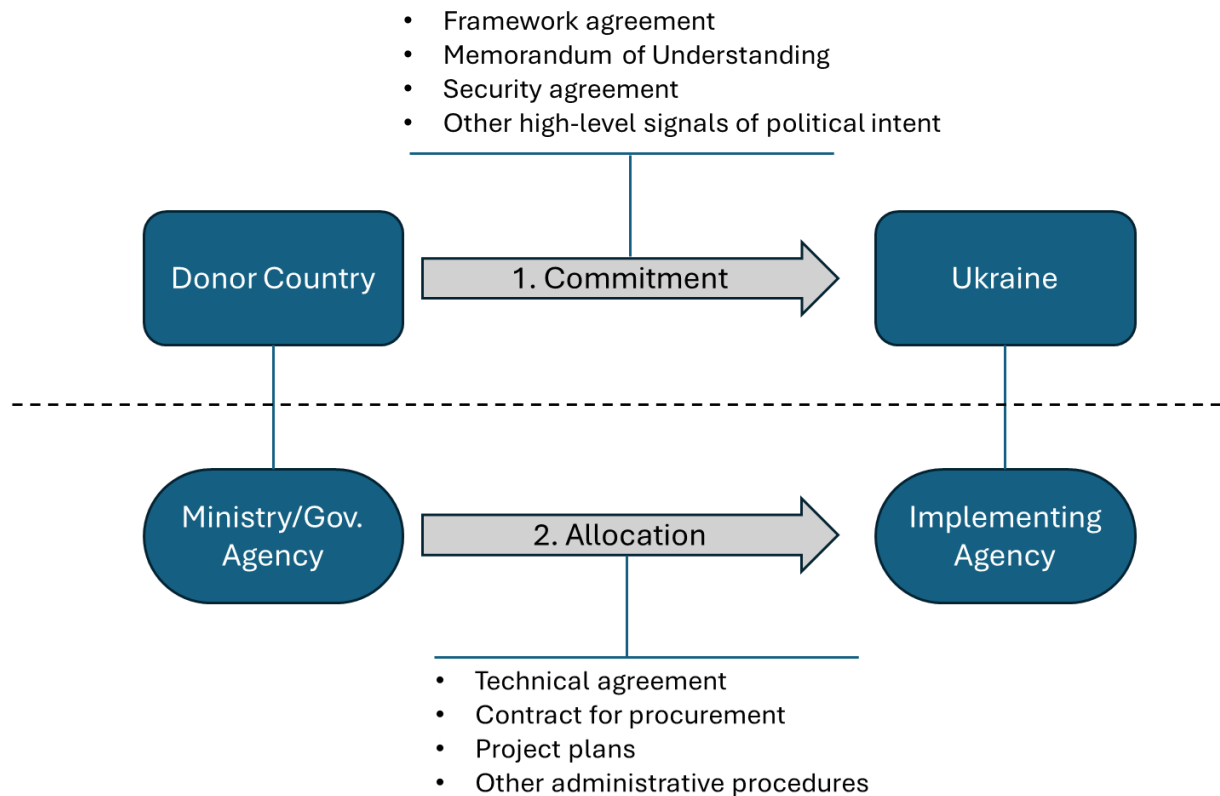 • Framework agreement
• Memorandum of Understanding
• Security agreement
• Other high-level signals of political intent
Donor Country
1. Commitment
Ukraine
Ministry/Gov.
Agency
2. Allocation
Implementing
Agency
• Technical agreement
• Contract for procurement
• Project plans
• Other administrative procedures